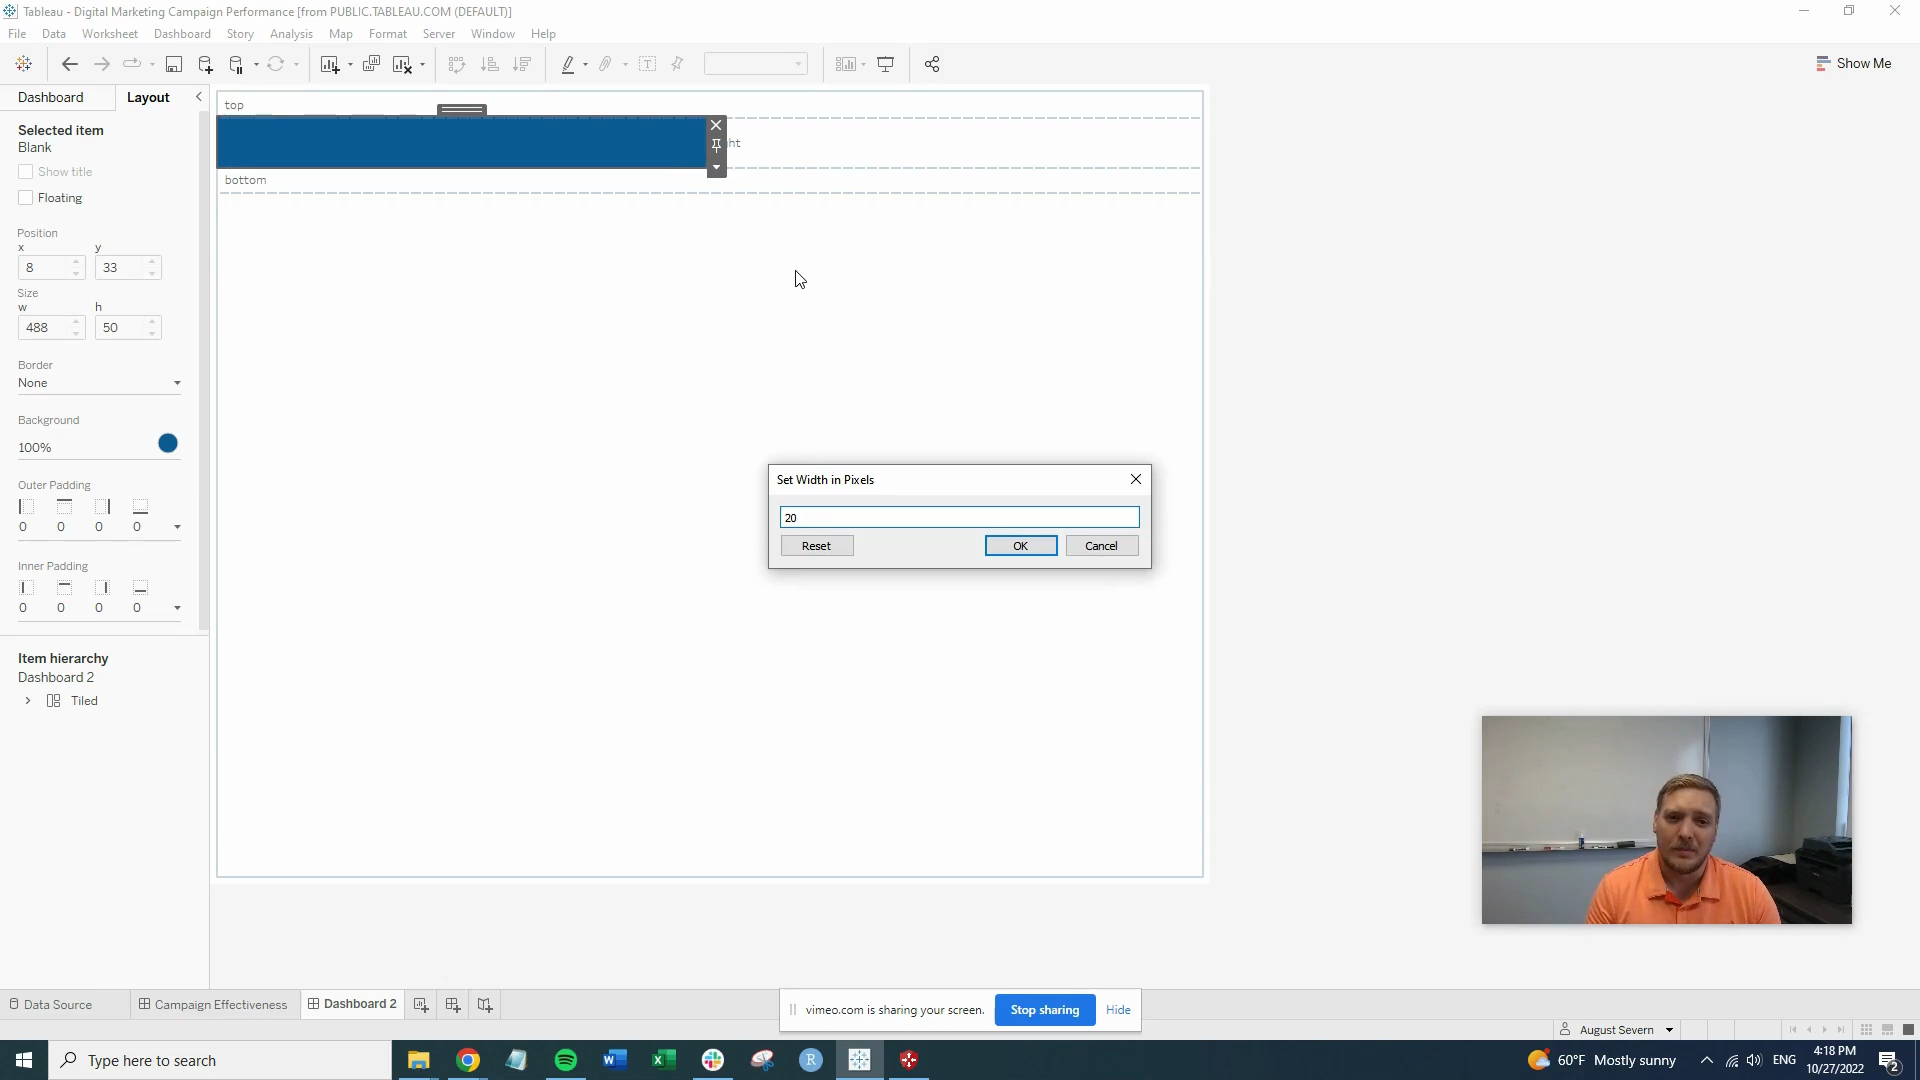 Tableau - Digital Marketing Campaign Performance [from PUBLIC.TABLEAU.COM (DEFAULT)]
File Data Worksheet Dashboard Story Analysis Map Format Server Window Help
Show Me
Dashboard Layout
Selected item
Blank
Show title
Floating
Position
x y
8 33
Size
w h
488 50
Border
None
Background
100%
Outer Padding
0 0 0 0
Inner Padding
0 0 0 0
Item hierarchy
Dashboard 2
Tiled
top
ht
bottom
Set Width in Pixels
20
Reset OK Cancel
Data Source Campaign Effectiveness Dashboard 2
vimeo.com is sharing your screen. Stop sharing Hide
August Severn
Type here to search
60°F Mostly sunny
ENG
4:18 PM
10/27/2022
2